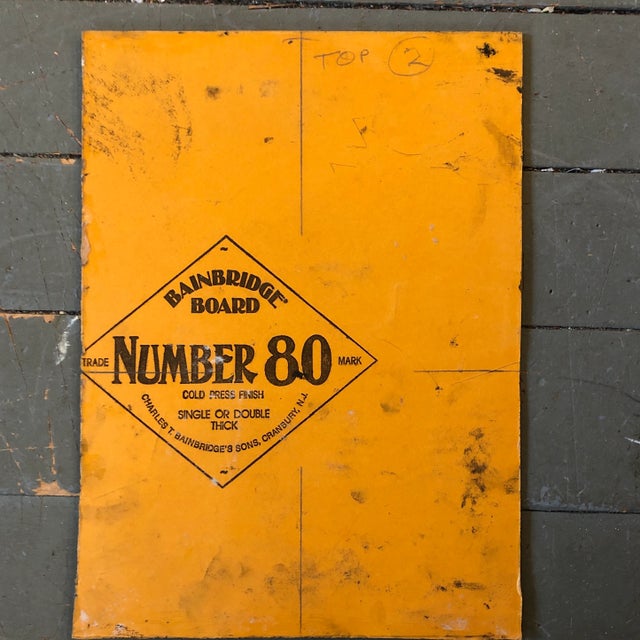 TOP 2
BAINBRIDGE
BOARD
TRADE NUMBER 80 MARK
COLD PRESS FINISH
SINGLE OR DOUBLE
THICK
CHARLES T. BAINBRIDGE'S SONS, CRANBURY, N.J.